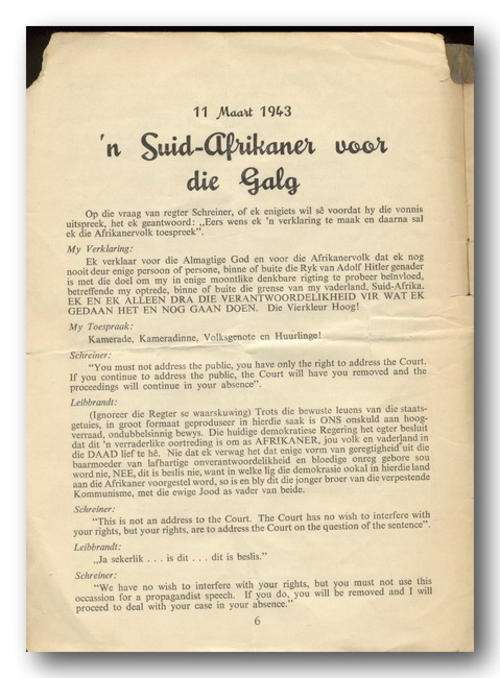 11 Maart 1943
'n Suid-Afrikaner voor
die Galg
Op die vraag van regter Schreiner, of ek enigiets wil sê voordat hy die vonnis
uitspreek, het ek geantwoord: „Eers wens ek 'n verklaring te maak en daarna sal
ek die Afrikanervolk toespreek".
My Verklaring:
Ek verklaar voor die Almagtige God en voor die Afrikanervolk dat ek nog
nooit deur enige persoon of persone, binne of buite die Ryk van Adolf Hitler genader
is met die doel om my in enige moontlike denkbare rigting te probeer beïnvloed,
betreffende my optrede, binne of buite die grense van my vaderland, Suid-Afrika.
EK EN EK ALLEEN DRA DIE VERANTWOORDELIKHEID VIR WAT EK
GEDAAN HET EN NOG GAAN DOEN. Die Vierkleur Hoog!
My Toespraak:
Kamerade, Kameradinne, Volksgenote en Huurlinge!
Schreiner:
"You must not address the public, you have only the right to address the Court.
If you continue to address the public, the Court will have you removed and the
proceedings will continue in your absence".
Leibbrandt:
(Ignoreer die Regter se waarskuwing) Trots die bewuste leuens van die staats-
getuies, in groot formaat geproduseer in hierdie saak is ONS onskuld aan hoog-
verraad, ondubbelsinnig bewys. Die huidige demokratiese Regering het egter besluit
dat dit 'n verraderlike oortreding is om as AFRIKANER, jou volk en vaderland in
die DAAD lief te hê. Nie dat ek verwag het dat enige vorm van geregtigheid uit die
baarmoeder van lafhartige onverantwoordelikheid en bloedige onreg gebore sou
word nie, NEE, dit is beslis nie, want in welke lig die demokrasie ookal in hierdie land
aan die Afrikaner voorgestel word, so is en bly dit die jonger broer van die verpestende
Kommunisme, met die ewige Jood as vader van beide.
Schreiner:
"This is not an address to the Court. The Court has no wish to interfere with
your rights, but your rights, are to address the Court on the question of the sentence".
Leibbrandt:
„Ja sekerlik . . . is dit . . . dit is beslis."
Schreiner:
"We have no wish to interfere with your rights, but you must not use this
occassion for a propagandist speech. If you do, you will be removed and I will
proceed to deal with your case in your absence."
6